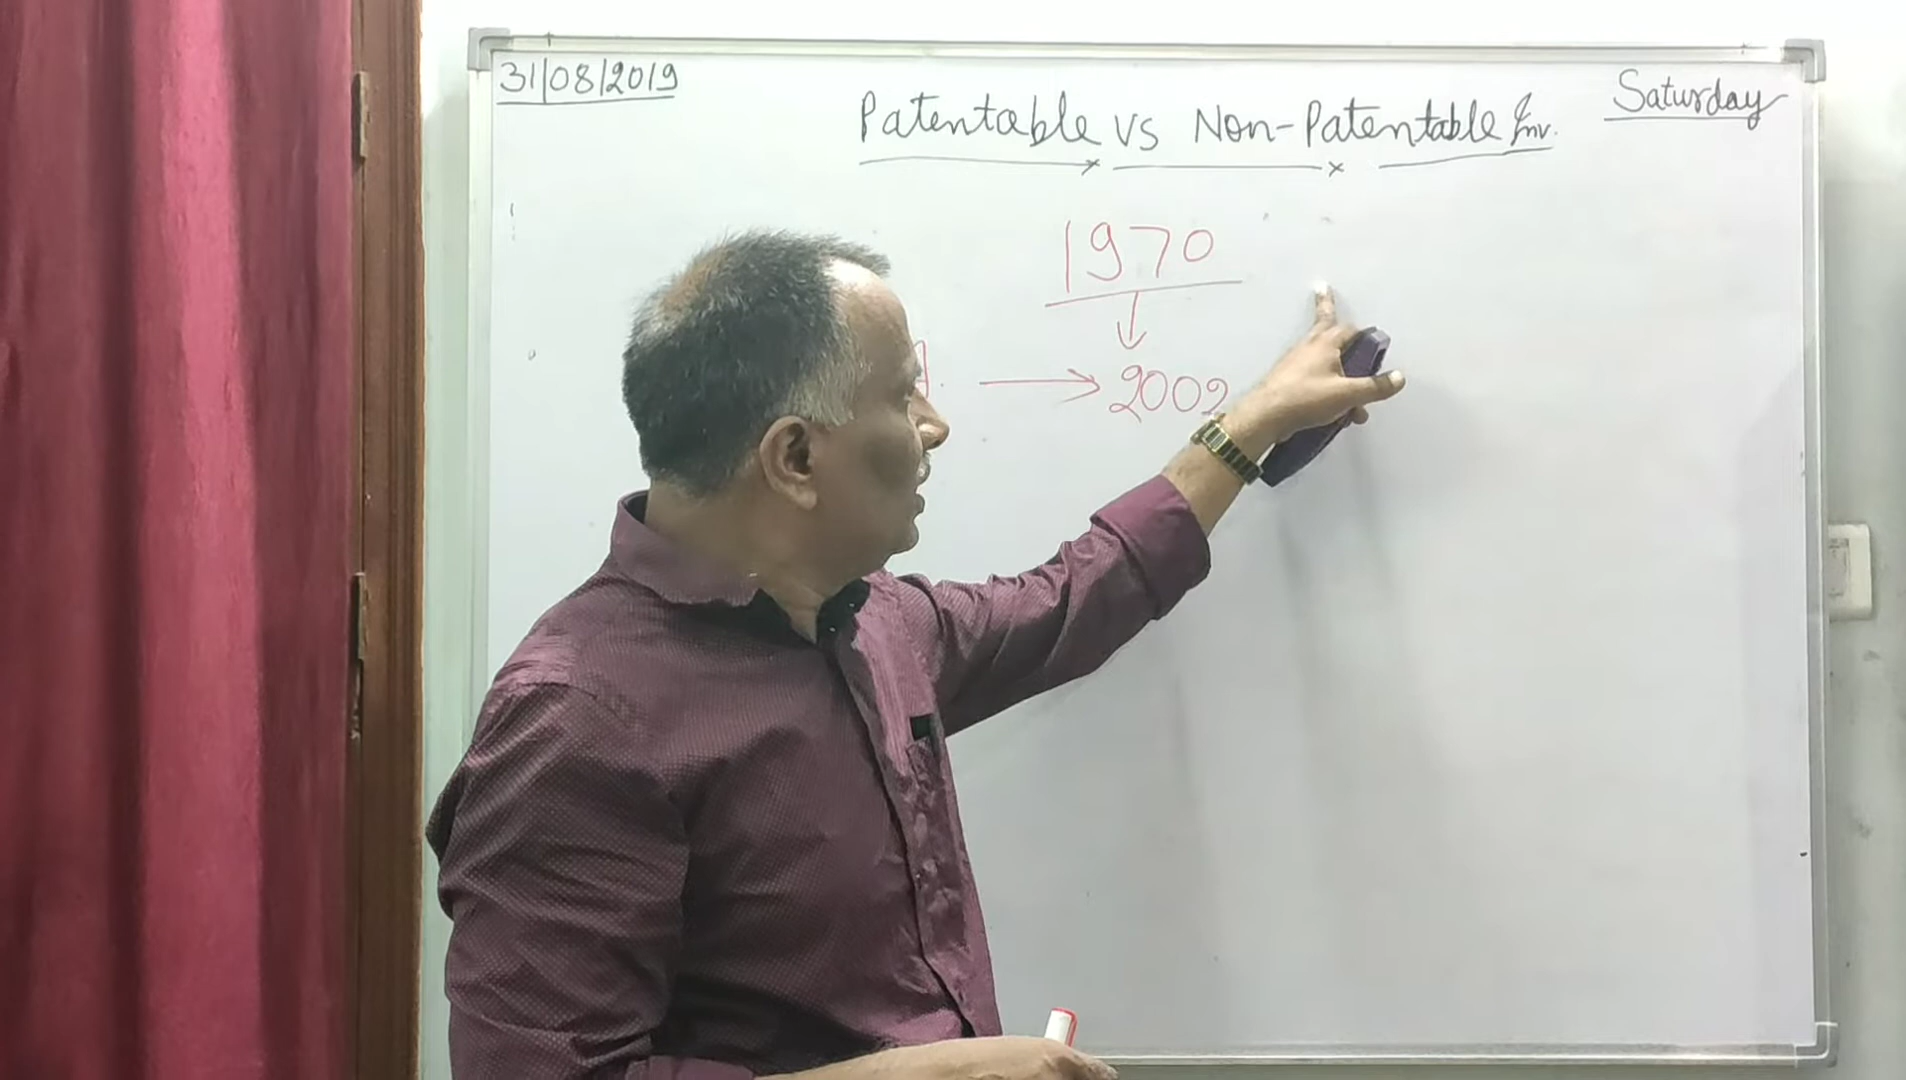 31/08/2019
Saturday
Patentable vs Non-Patentable Inv.
1970
2002